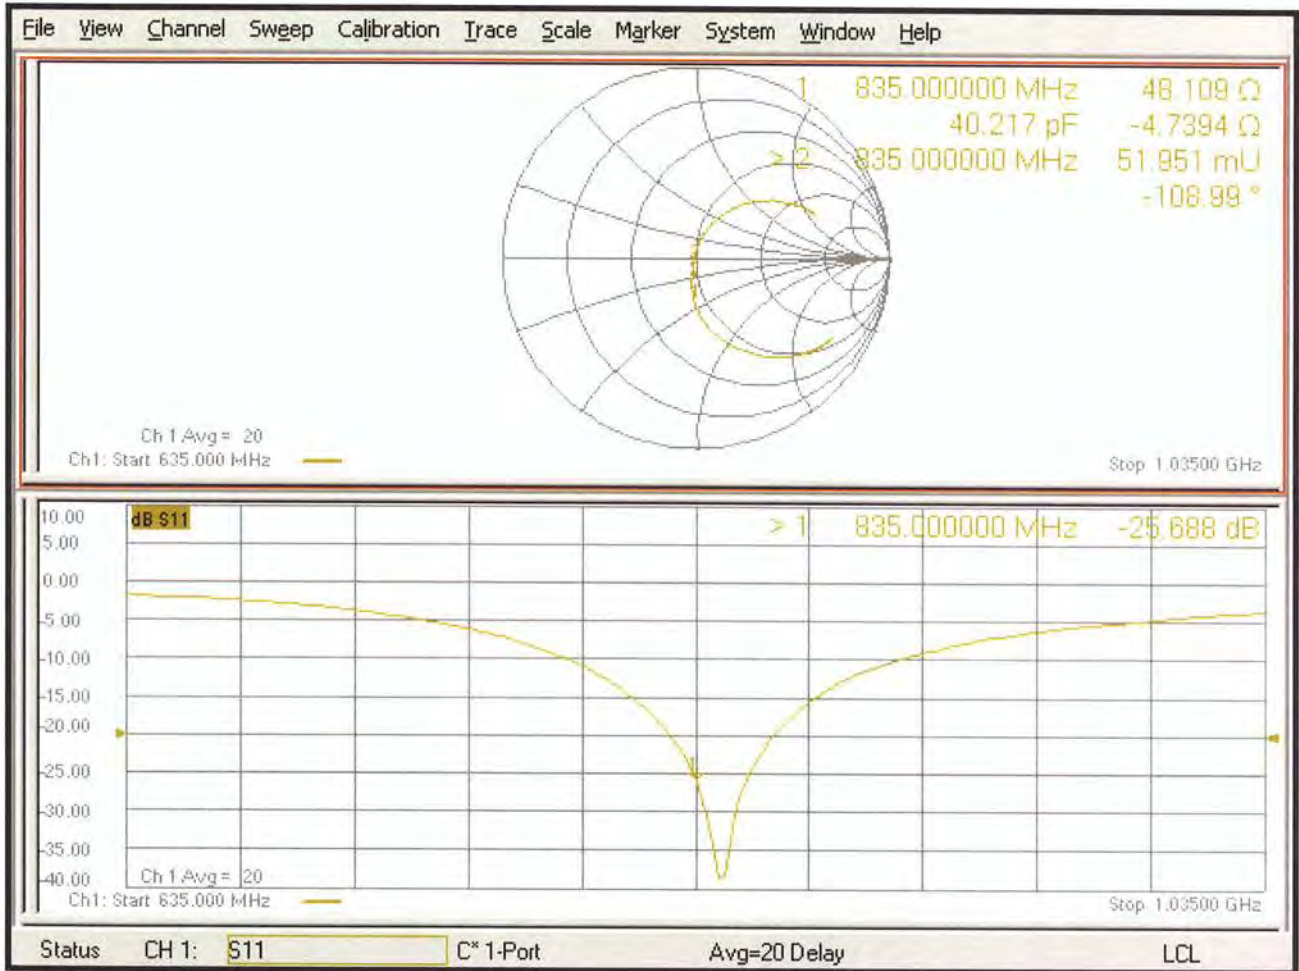 File View Channel Sweep Calibration Trace Scale Marker System Window Help
1: 835.000000 MHz 48.109 Ω
40.217 pF -4.7394 Ω
> 2: 835.000000 MHz 51.951 mU
-108.99 °
Ch 1 Avg = 20
Ch1: Start 635.000 MHz
Stop 1.03500 GHz
10.00
dB S11
> 1: 835.000000 MHz -25.688 dB
5.00
0.00
-5.00
-10.00
-15.00
-20.00
-25.00
1
-30.00
-35.00
-40.00
Ch 1 Avg = 20
Ch1: Start 635.000 MHz
Stop 1.03500 GHz
Status CH 1: S11 C* 1-Port Avg=20 Delay LCL